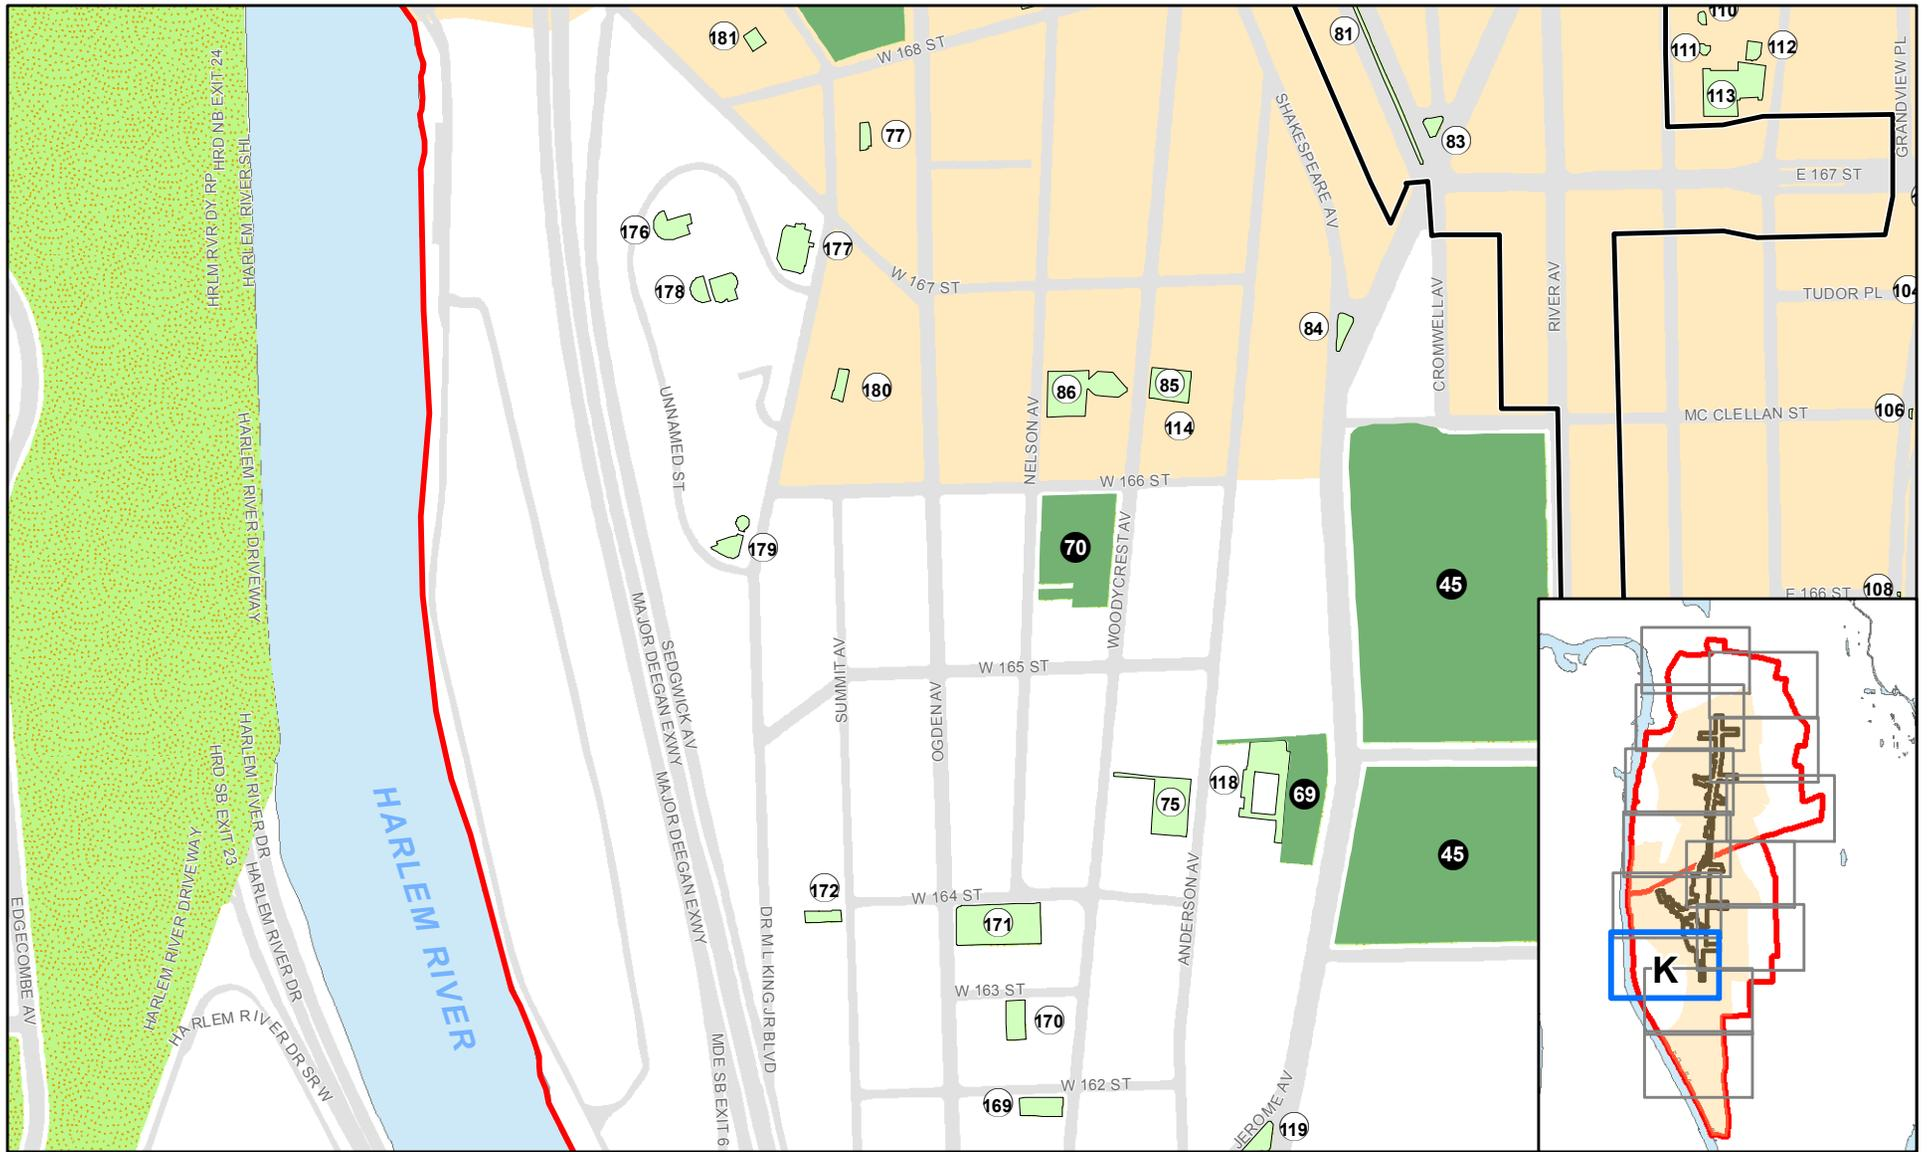 110
181
81
W 168 ST
111
112
113
GRANDVIEW PL
HRD NB EXIT 24
HRLM RVR DY RP
HARLEM RIVER SHL
77
SHAKESPEARE AV
83
E 167 ST
176
177
178
W 167 ST
RIVER AV
CROMWELL AV
TUDOR PL
104
84
180
86
85
114
MC CLELLAN ST
106
UNNAMED ST
NELSON AV
W 166 ST
HARLEM RIVER DRIVEWAY
179
70
WOODYCREST AV
45
E 166 ST
108
MAJOR DEEGAN EXWY
SEDGWICK AV
SUMMIT AV
W 165 ST
OGDEN AV
HARLEM RIVER DR
HRD SB EXIT 23
HARLEM RIVER DRIVEWAY
HARLEM RIVER
MAJOR DEEGAN EXWY
75
118
69
45
172
W 164 ST
171
ANDERSON AV
EDGECOMBE AV
HARLEM RIVER DR
DR M L KING JR BLVD
W 163 ST
170
HARLEM RIVER DR SR W
MDE SB EXIT 6
W 162 ST
169
JEROME AV
119
K